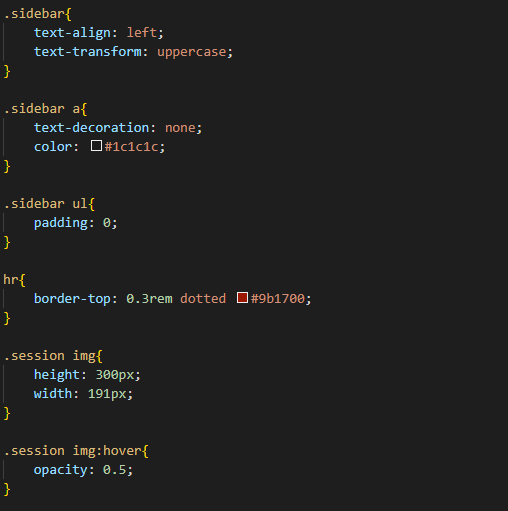 .sidebar{
    text-align: left;
    text-transform: uppercase;
}

.sidebar a{
    text-decoration: none;
    color: #1c1c1c;
}

.sidebar ul{
    padding: 0;
}

hr{
    border-top: 0.3rem dotted #9b1700;
}

.session img{
    height: 300px;
    width: 191px;
}

.session img:hover{
    opacity: 0.5;
}